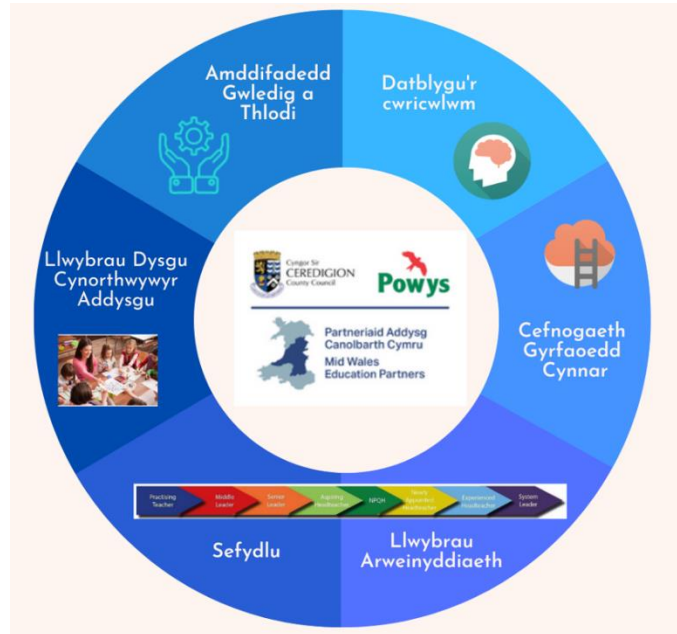 Amddifadedd
Gwledig a
Thlodi
Datblygu'r
cwricwlwm
Llwybrau Dysgu
Cynorthwywyr
Addysgu
Cyngor Sir
CEREDIGION
County Council
Powys
Partneriaid Addysg
Canolbarth Cymru
Mid Wales
Education Partners
Cefnogaeth
Gyrfaoedd
Cynnar
Practising
Teacher
Middle
Leader
Senior
Leader
Aspiring
Headteacher
NPQH
Newly
Appointed
Headteacher
Experienced
Headteacher
System
Leader
Sefydlu
Llwybrau
Arweinyddiaeth